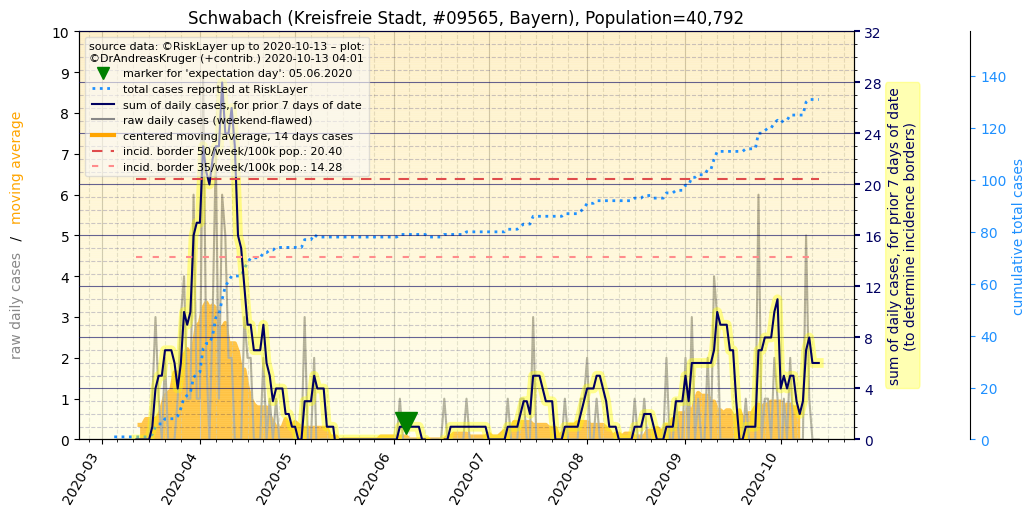 Schwabach (Kreisfreie Stadt, #09565, Bayern), Population=40,792
source data: ©RiskLayer up to 2020-10-13 – plot:
©DrAndreasKruger (+contrib.) 2020-10-13 04:01
marker for 'expectation day': 05.06.2020
total cases reported at RiskLayer
sum of daily cases, for prior 7 days of date
raw daily cases (weekend-flawed)
centered moving average, 14 days cases
incid. border 50/week/100k pop.: 20.40
incid. border 35/week/100k pop.: 14.28
raw daily cases / moving average
10
9
8
7
6
5
4
3
2
1
0
2020-03
2020-04
2020-05
2020-06
2020-07
2020-08
2020-09
2020-10
32
28
24
20
16
12
8
4
0
sum of daily cases, for prior 7 days of date
(to determine incidence borders)
140
120
100
80
60
40
20
0
cumulative total cases